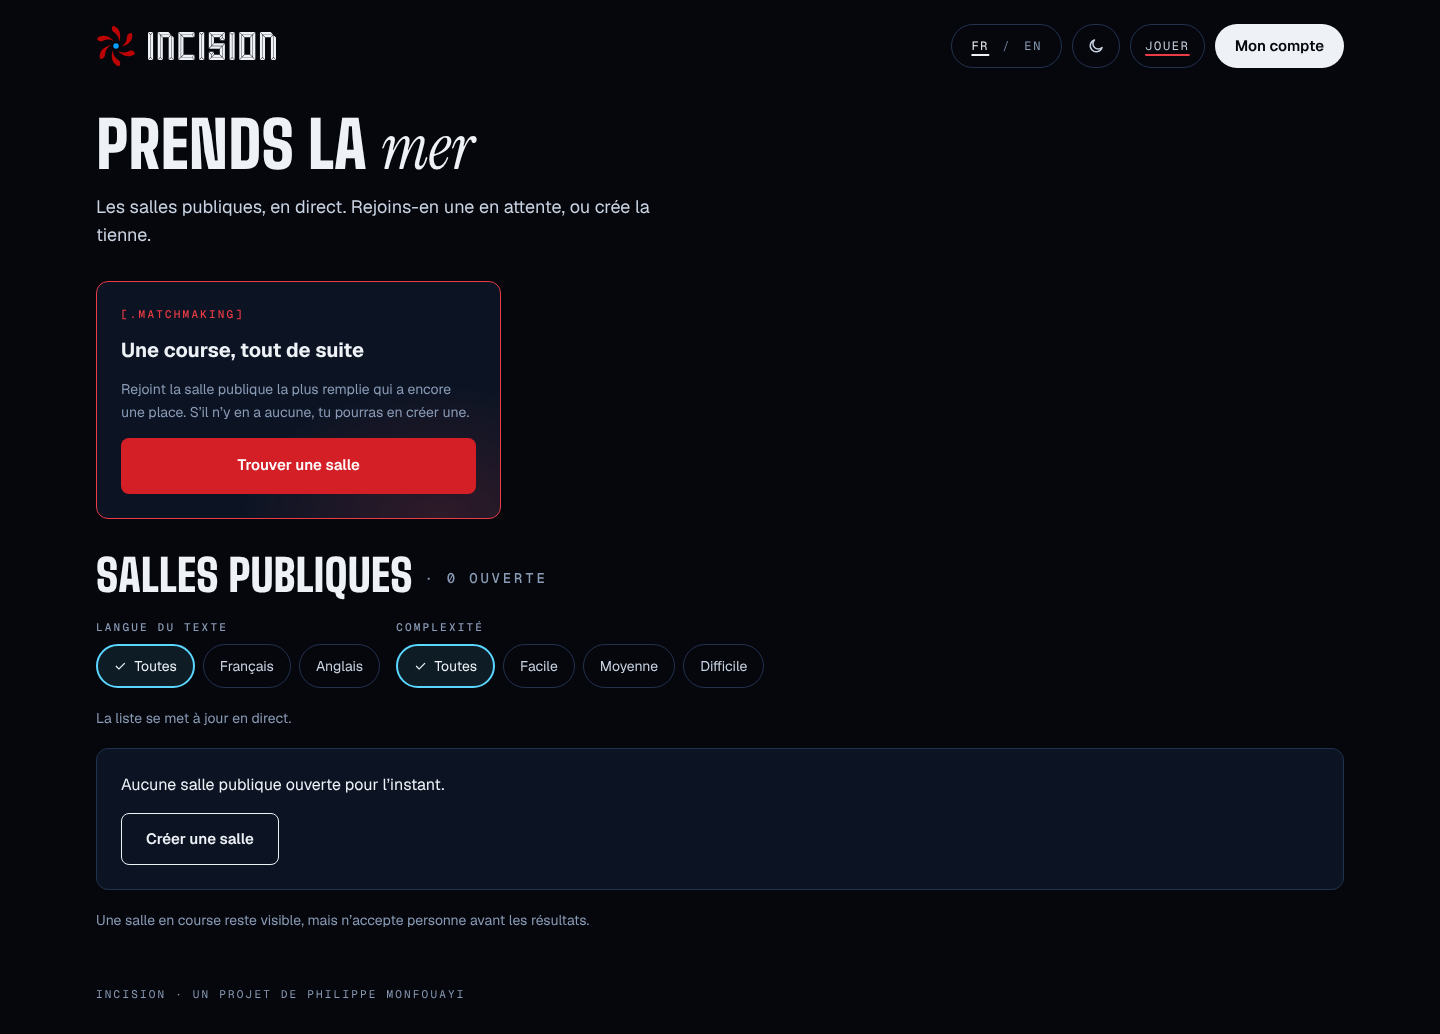 INCISION
FR / EN
JOUER
Mon compte
PRENDS LA mer
Les salles publiques, en direct. Rejoins-en une en attente, ou crée la
tienne.
[.MATCHMAKING]
Une course, tout de suite
Rejoint la salle publique la plus remplie qui a encore
une place. S’il n’y en a aucune, tu pourras en créer une.
Trouver une salle
SALLES PUBLIQUES · 0 OUVERTE
LANGUE DU TEXTE
Toutes Français Anglais
COMPLEXITÉ
Toutes Facile Moyenne Difficile
La liste se met à jour en direct.
Aucune salle publique ouverte pour l’instant.
Créer une salle
Une salle en course reste visible, mais n’accepte personne avant les résultats.
INCISION · UN PROJET DE PHILIPPE MONFOUAYI